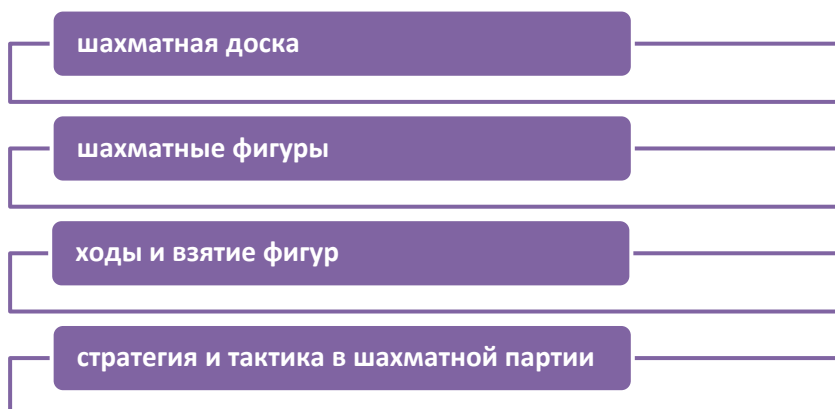 шахматная доска
шахматные фигуры
ходы и взятие фигур
стратегия и тактика в шахматной партии